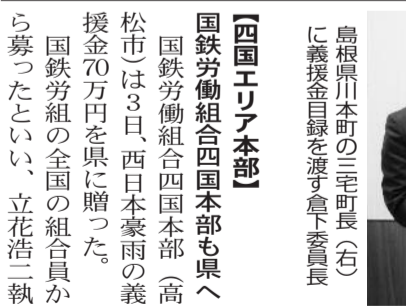 島根県川本町の三宅町長（右）
に義援金目録を渡す倉下委員長
【四国エリア本部】
国鉄労働組合四国本部も県へ
国鉄労働組合四国本部（高
松市）は３日、西日本豪雨の義
援金70万円を県に贈った。
国鉄労組の全国の組合員か
ら募ったといい、立花浩二執